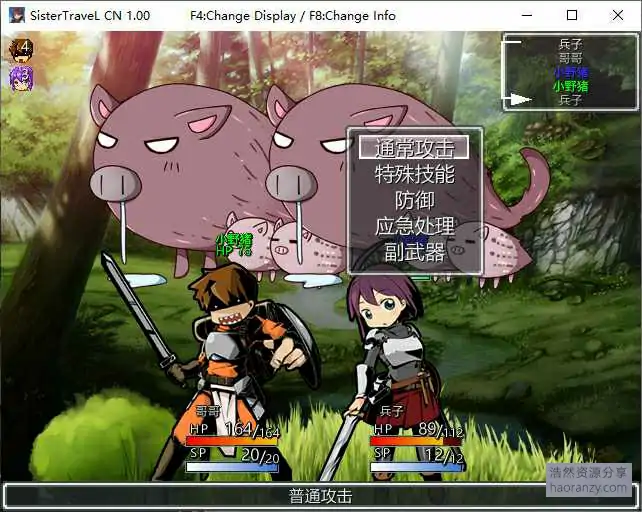 SisterTraveL CN 1.00 F4:Change Display / F8:Change Info
4
3
兵子
哥哥
小野猪
小野猪
兵子
通常攻击
特殊技能
防御
应急处理
副武器
小野猪
HP 78
哥哥
HP 164/164
SP 20/20
兵子
HP 89/112
SP 12/12
浩然资源分享
haoranzy.com
普通攻击